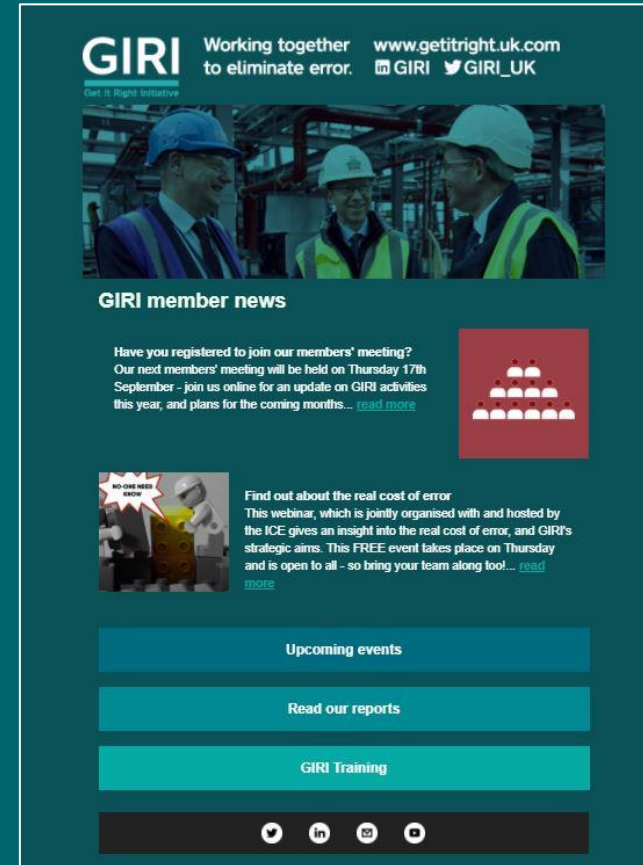 GIRI
Get It Right Initiative
Working together
to eliminate error.
www.getitright.uk.com
in GIRI GIRI_UK
GIRI member news
Have you registered to join our members' meeting?
Our next members' meeting will be held on Thursday 17th
September - join us online for an update on GIRI activities
this year, and plans for the coming months... read more
NO-ONE NEED
KNOW
Find out about the real cost of error
This webinar, which is jointly organised with and hosted by
the ICE gives an insight into the real cost of error, and GIRI's
strategic aims. This FREE event takes place on Thursday
and is open to all - so bring your team along too!... read
more
Upcoming events
Read our reports
GIRI Training
in